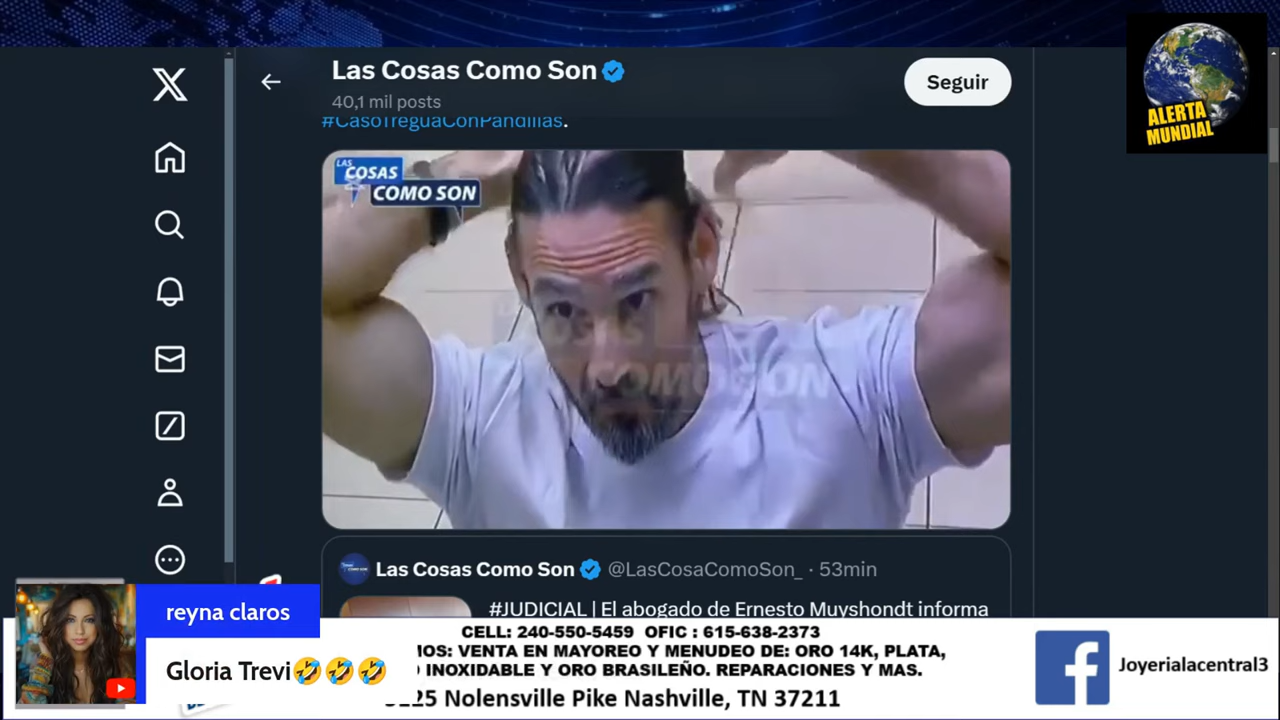 Las Cosas Como Son
40,1 mil posts
Seguir
ALERTA
MUNDIAL
#CasoTreguaConPandillas.
LAS
COSAS
COMO SON
COMO SON
Las Cosas Como Son @LasCosaComoSon_ · 53min
#JUDICIAL | El abogado de Ernesto Muyshondt informa
reyna claros
Gloria Trevi🤣🤣🤣
CELL: 240-550-5459 OFIC : 615-638-2373
MOS: VENTA EN MAYOREO Y MENUDEO DE: ORO 14K, PLATA,
INOXIDABLE Y ORO BRASILEÑO. REPARACIONES Y MAS.
Nolensville Pike Nashville, TN 37211
Joyerialacentral3